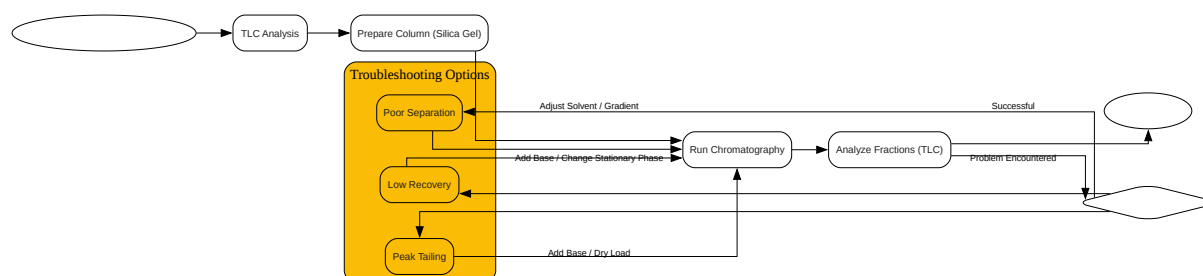 TLC Analysis
Prepare Column (Silica Gel)
Troubleshooting Options
Poor Separation
Adjust Solvent / Gradient
Successful
Run Chromatography
Analyze Fractions (TLC)
Add Base / Change Stationary Phase
Problem Encountered
Low Recovery
Peak Tailing
Add Base / Dry Load